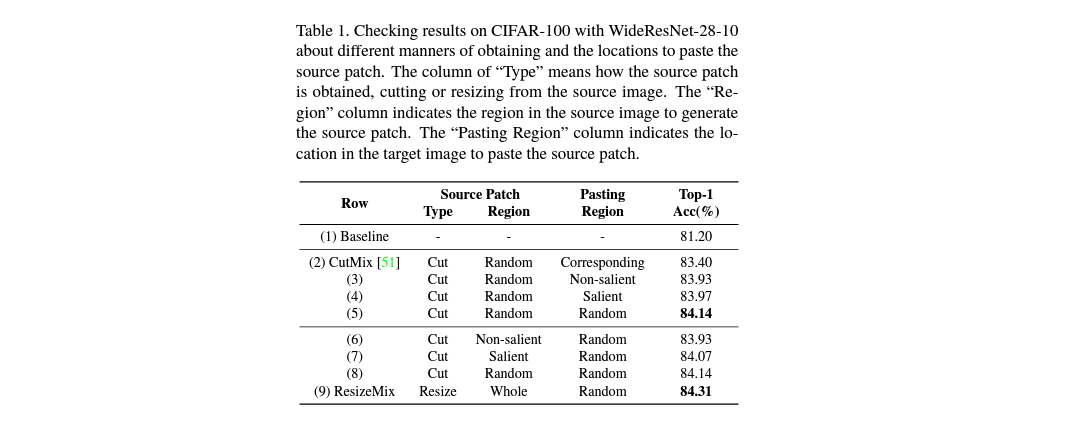 Table 1. Checking results on CIFAR-100 with WideResNet-28-10
about different manners of obtaining and the locations to paste the
source patch. The column of “Type” means how the source patch
is obtained, cutting or resizing from the source image. The “Re-
gion” column indicates the region in the source image to generate
the source patch. The “Pasting Region” column indicates the lo-
cation in the target image to paste the source patch.
Row Source Patch Pasting Top-1
Type Region Region Acc(%)
(1) Baseline - - - 81.20
(2) CutMix [51] Cut Random Corresponding 83.40
(3) Cut Random Non-salient 83.93
(4) Cut Random Salient 83.97
(5) Cut Random Random 84.14
(6) Cut Non-salient Random 83.93
(7) Cut Salient Random 84.07
(8) Cut Random Random 84.14
(9) ResizeMix Resize Whole Random 84.31